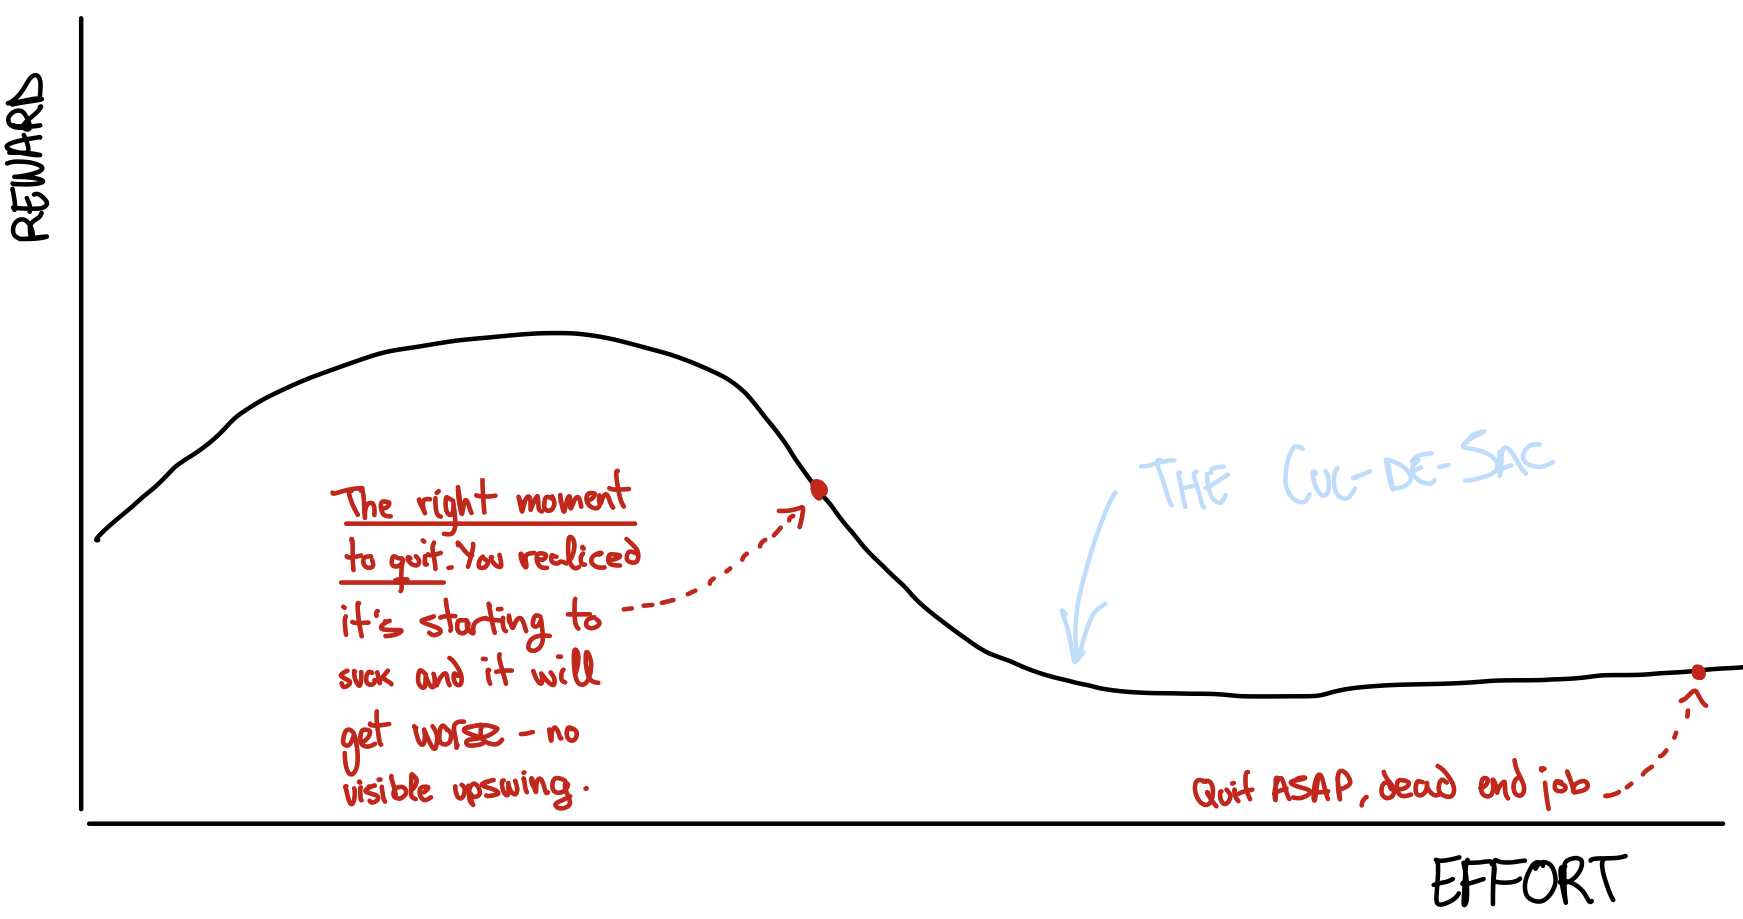 REWARD
THE CUL-DE-SAC
The right moment
to quit. You realiced
it's starting to
suck and it will
get worse - no
visible upswing.
Quit ASAP, dead end job
EFFORT